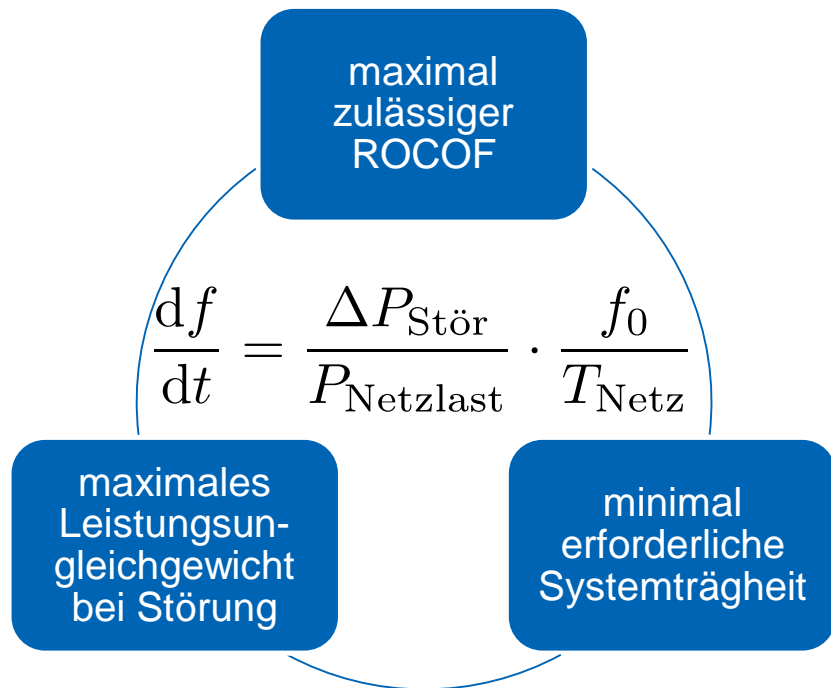 maximal
zulässiger
ROCOF
df/dt = ΔP_Stör/P_Netzlast · f_0/T_Netz
maximales
Leistungsun-
gleichgewicht
bei Störung
minimal
erforderliche
Systemträgheit